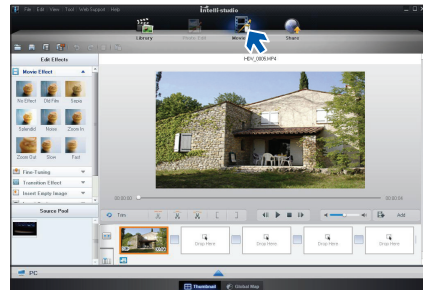 File Edit View Tool Web Support Help
Intelli-studio
Library Photo Edit Movie Share
Edit Effects
HDV_0005.MP4
Movie Effect
No Effect Old Film Sepia
Splendid Noise Zoom In
Zoom Out Slow Fast
Fine-Tuning
Transition Effect
Insert Empty Image
Source Pool
Trim
Add
Drop Here Drop Here Drop Here Drop Here
PC
Thumbnail Global Map